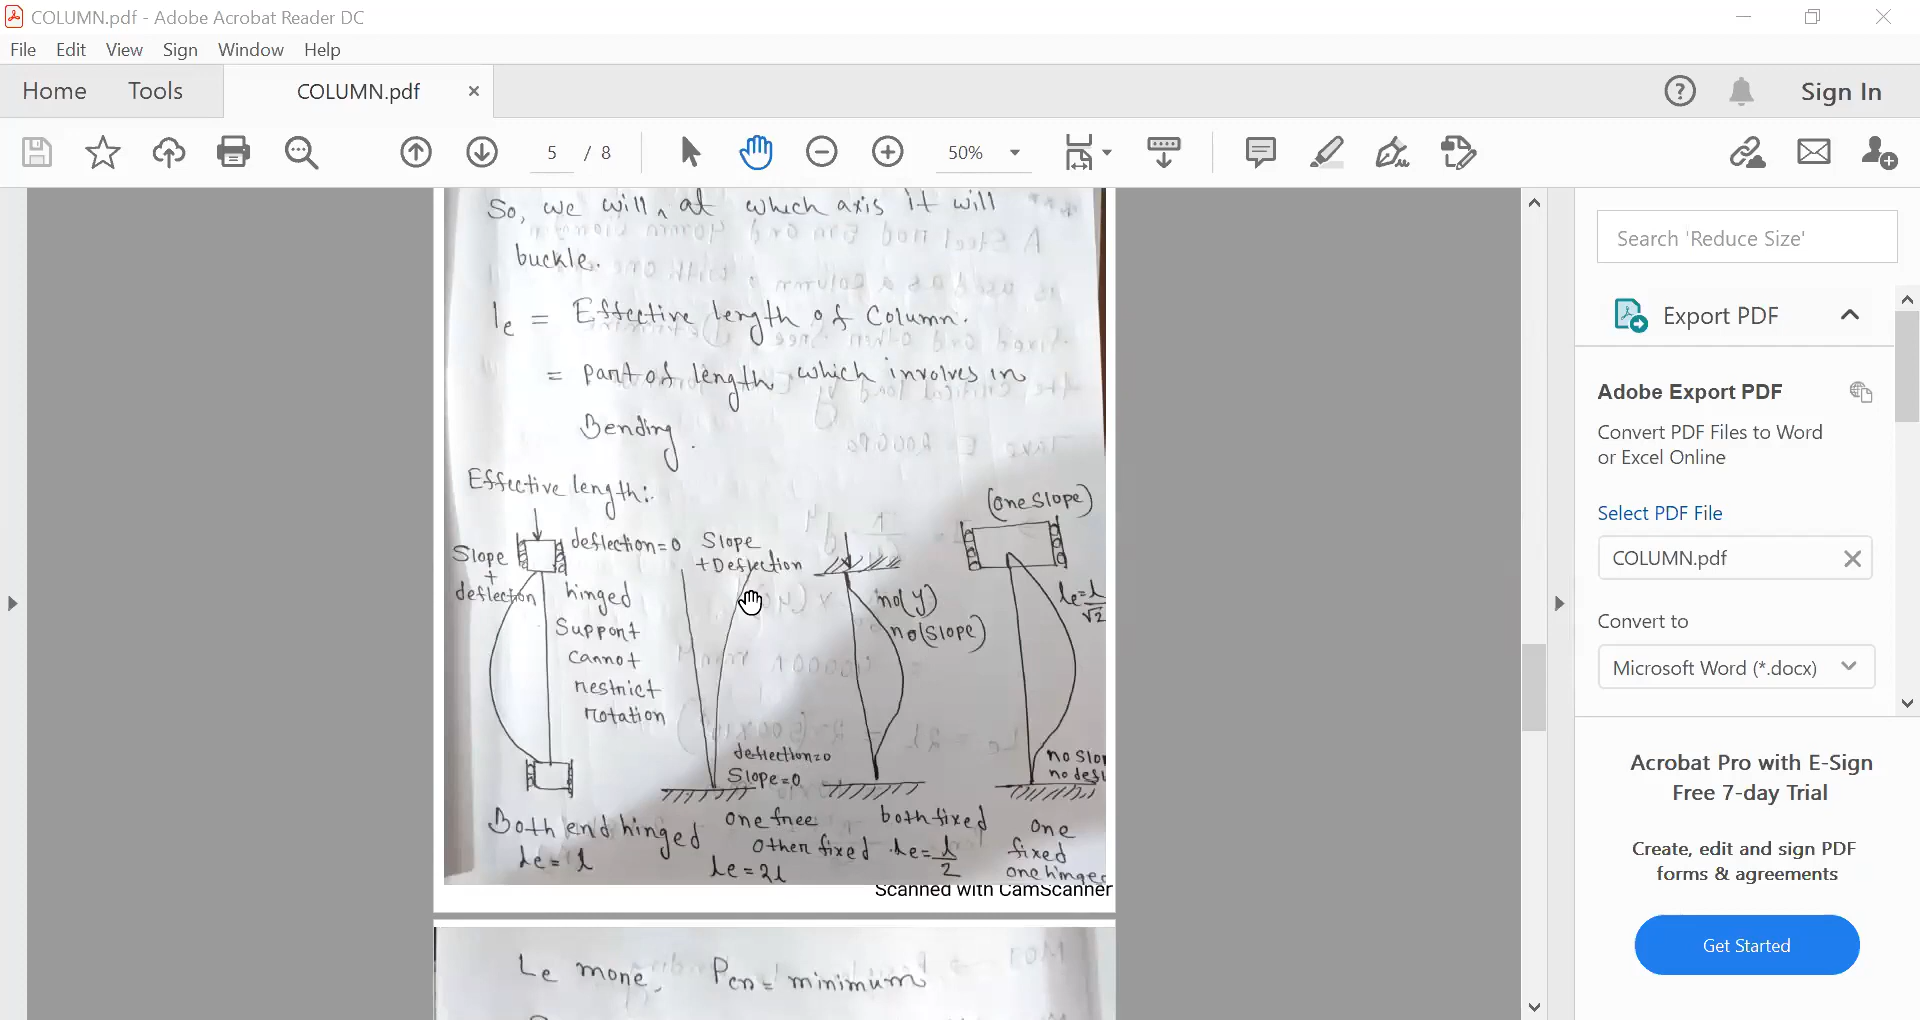 COLUMN.pdf - Adobe Acrobat Reader DC
File Edit View Sign Window Help
Home Tools COLUMN.pdf Sign In
5 / 8 50%
So, we will at which axis it will
buckle.
le = Effective length of Column.
= part of length which involves in
Bending.
Effective length:
(one slope)
deflection=0
Slope
+
deflection
hinged
Support
cannot
restrict
rotation
Slope
+Deflection
no(y)
no(slope)
le=l/√2
deflection=0
Slope=0
no slo
no defl
Both end hinged
le = l
one free
other fixed
le = 2l
both fixed
le = l/2
one
fixed
one hinged
Scanned with CamScanner
Le more, Pcr = minimum
Search 'Reduce Size'
Export PDF
Adobe Export PDF
Convert PDF Files to Word
or Excel Online
Select PDF File
COLUMN.pdf
Convert to
Microsoft Word (*.docx)
Acrobat Pro with E-Sign
Free 7-day Trial
Create, edit and sign PDF
forms & agreements
Get Started